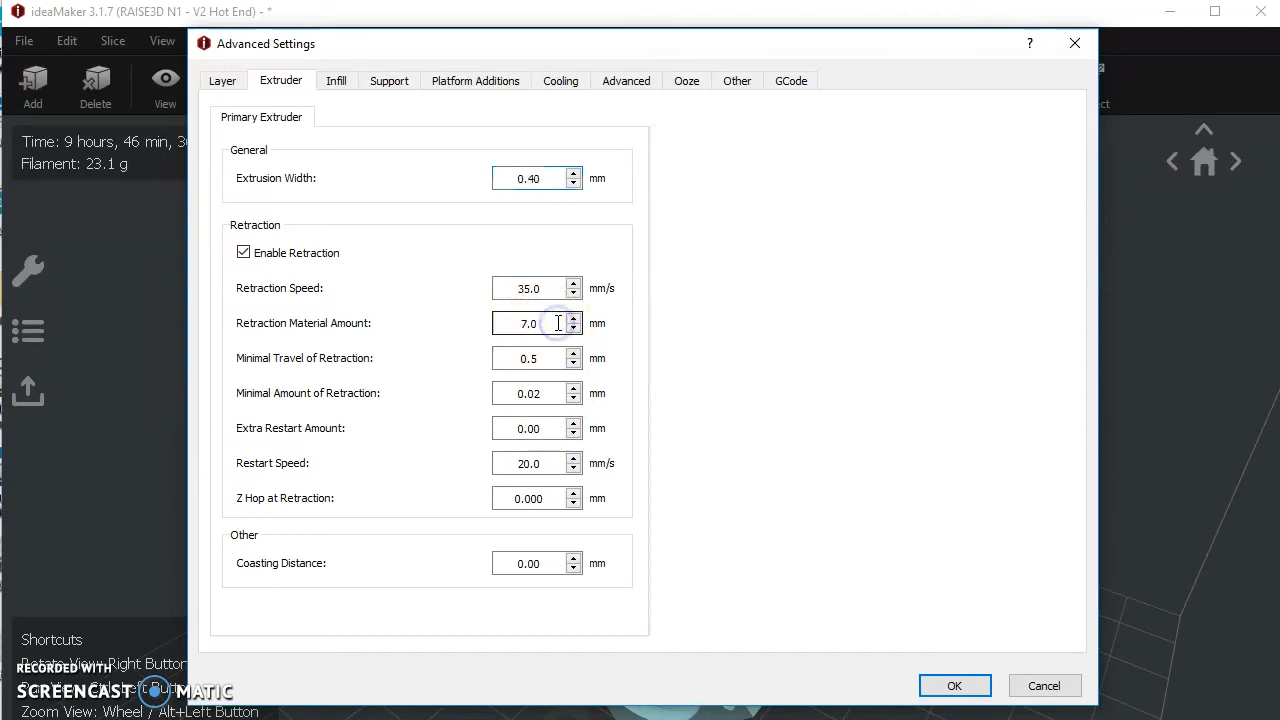 ideaMaker 3.1.7 (RAISE3D N1 - V2 Hot End) - *
File Edit Slice View
Advanced Settings
?
Layer Extruder Infill Support Platform Additions Cooling Advanced Ooze Other GCode
Add Delete View
Primary Extruder
Time: 9 hours, 46 min,
Filament: 23.1 g
General
Extrusion Width: 0.40 mm
Retraction
Enable Retraction
Retraction Speed: 35.0 mm/s
Retraction Material Amount: 7.0 mm
Minimal Travel of Retraction: 0.5 mm
Minimal Amount of Retraction: 0.02 mm
Extra Restart Amount: 0.00 mm
Restart Speed: 20.0 mm/s
Z Hop at Retraction: 0.000 mm
Other
Coasting Distance: 0.00 mm
Shortcuts
Rotate View: Right Button
RECORDED WITH
SCREENCAST MATIC
Zoom View: Wheel / Alt+Left Button
OK Cancel